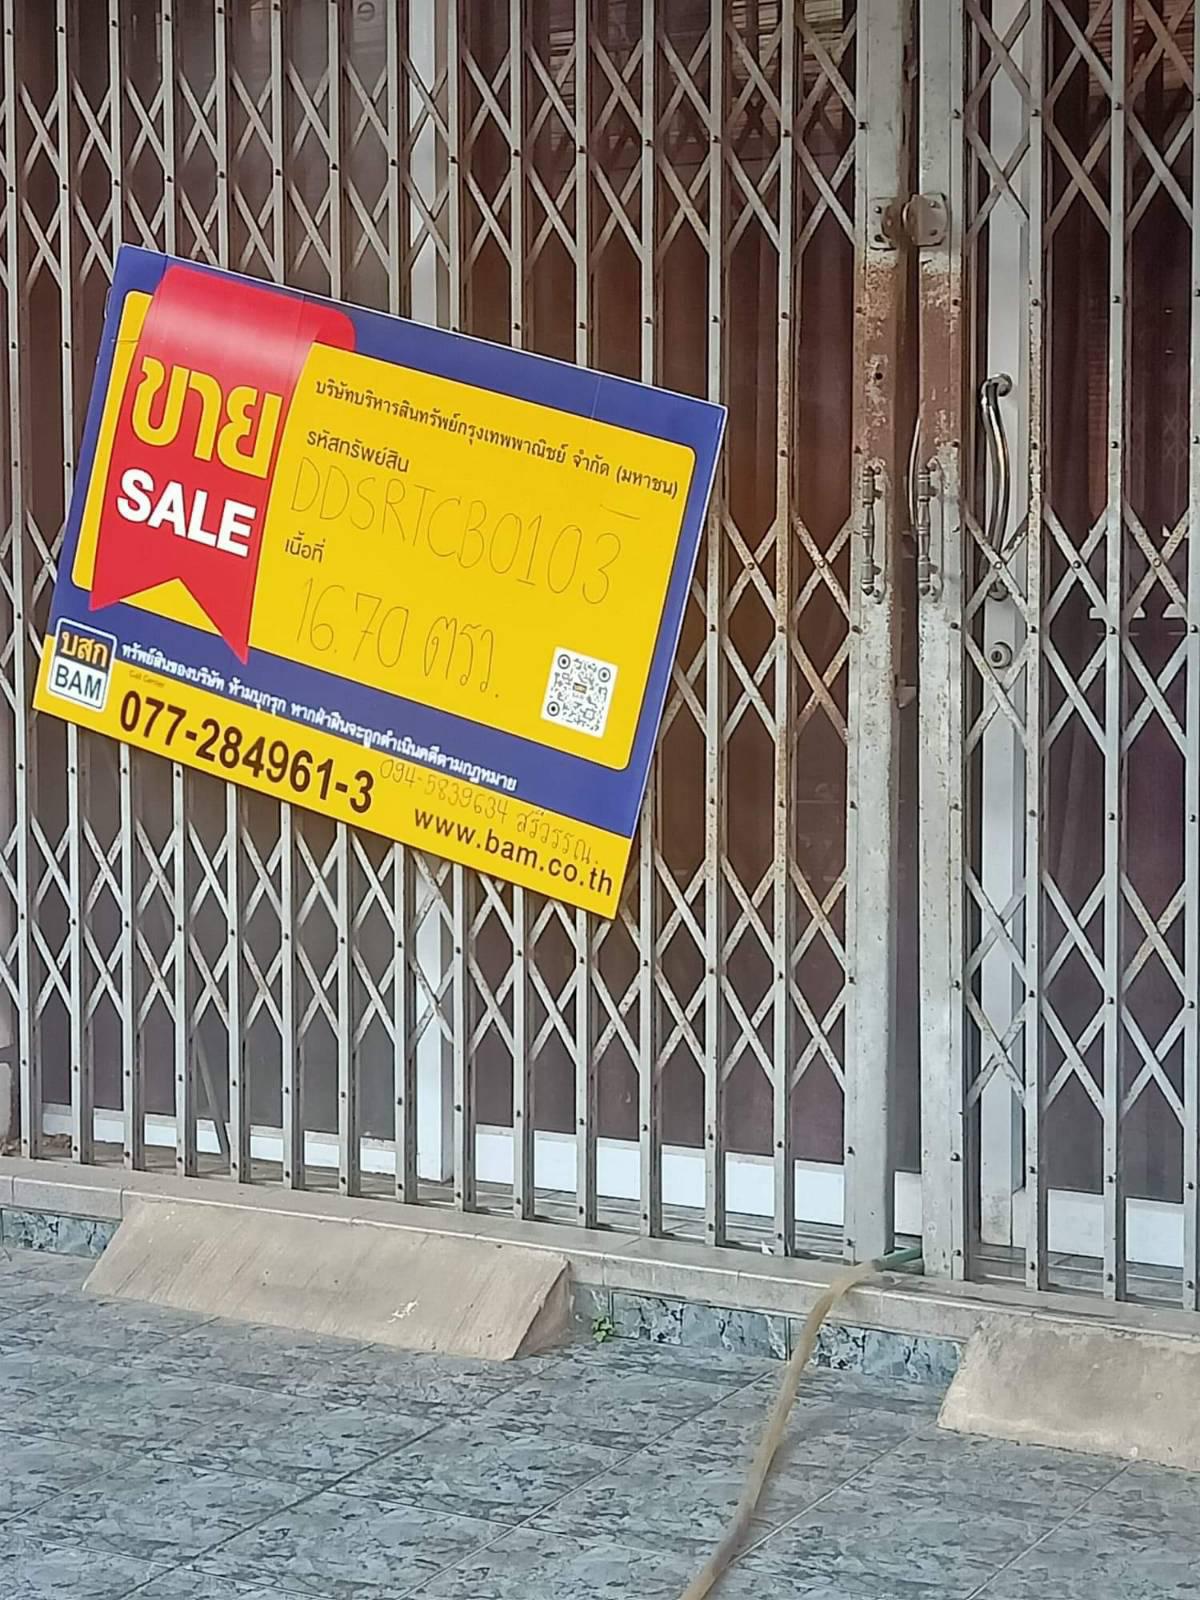 ขาย
SALE
บริษัทบริหารสินทรัพย์กรุงเทพพาณิชย์ จำกัด (มหาชน)
รหัสทรัพย์สิน
DDSRTCB0103
เนื้อที่
16.70 ตรว.
บสก
BAM
ทรัพย์สินของบริษัท ห้ามบุกรุก หากฝ่าฝืนจะถูกดำเนินคดีตามกฎหมาย
Call Center
077-284961-3
094-5839634 สรีวรรณ.
www.bam.co.th